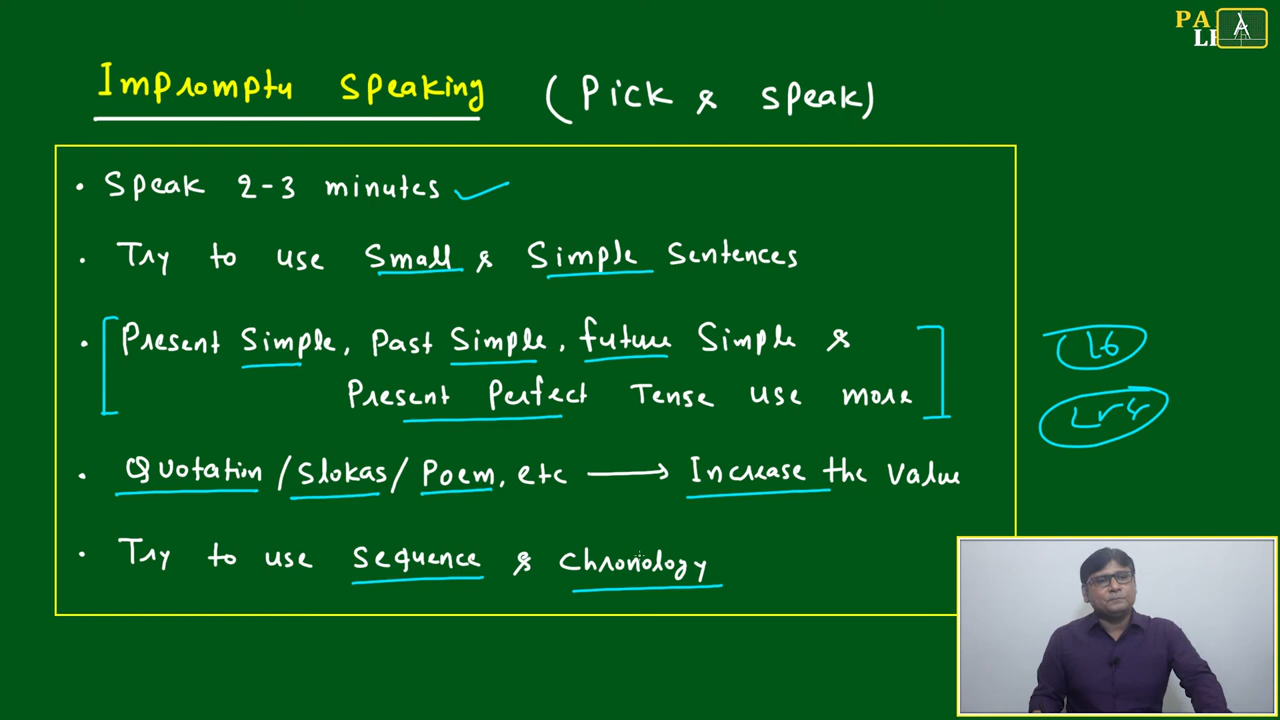 PA
LE
Impromptu Speaking (Pick & Speak)
• Speak 2-3 minutes
• Try to use Small & Simple Sentences
• Present Simple, Past Simple, future Simple &
Present Perfect Tense use more
16
• Quotation/Slokas/Poem, etc → Increase the value
• Try to use sequence & chronology